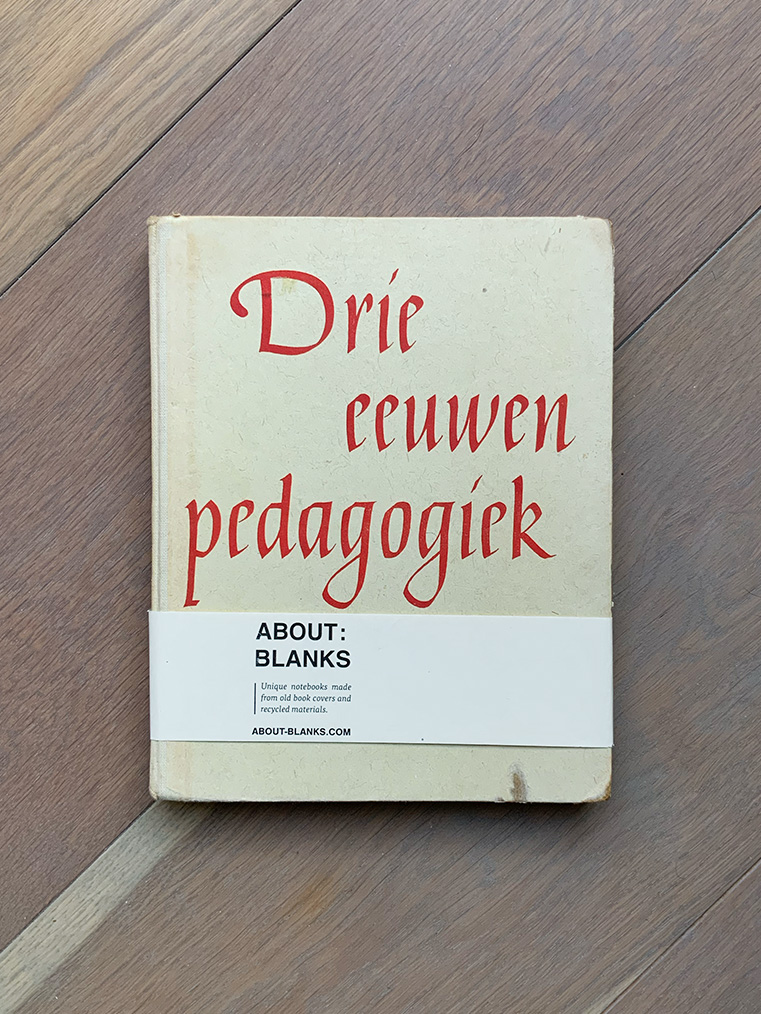 Drie
eeuwen
pedagogiek
ABOUT:
BLANKS
Unique notebooks made
from old book covers and
recycled materials.
ABOUT-BLANKS.COM